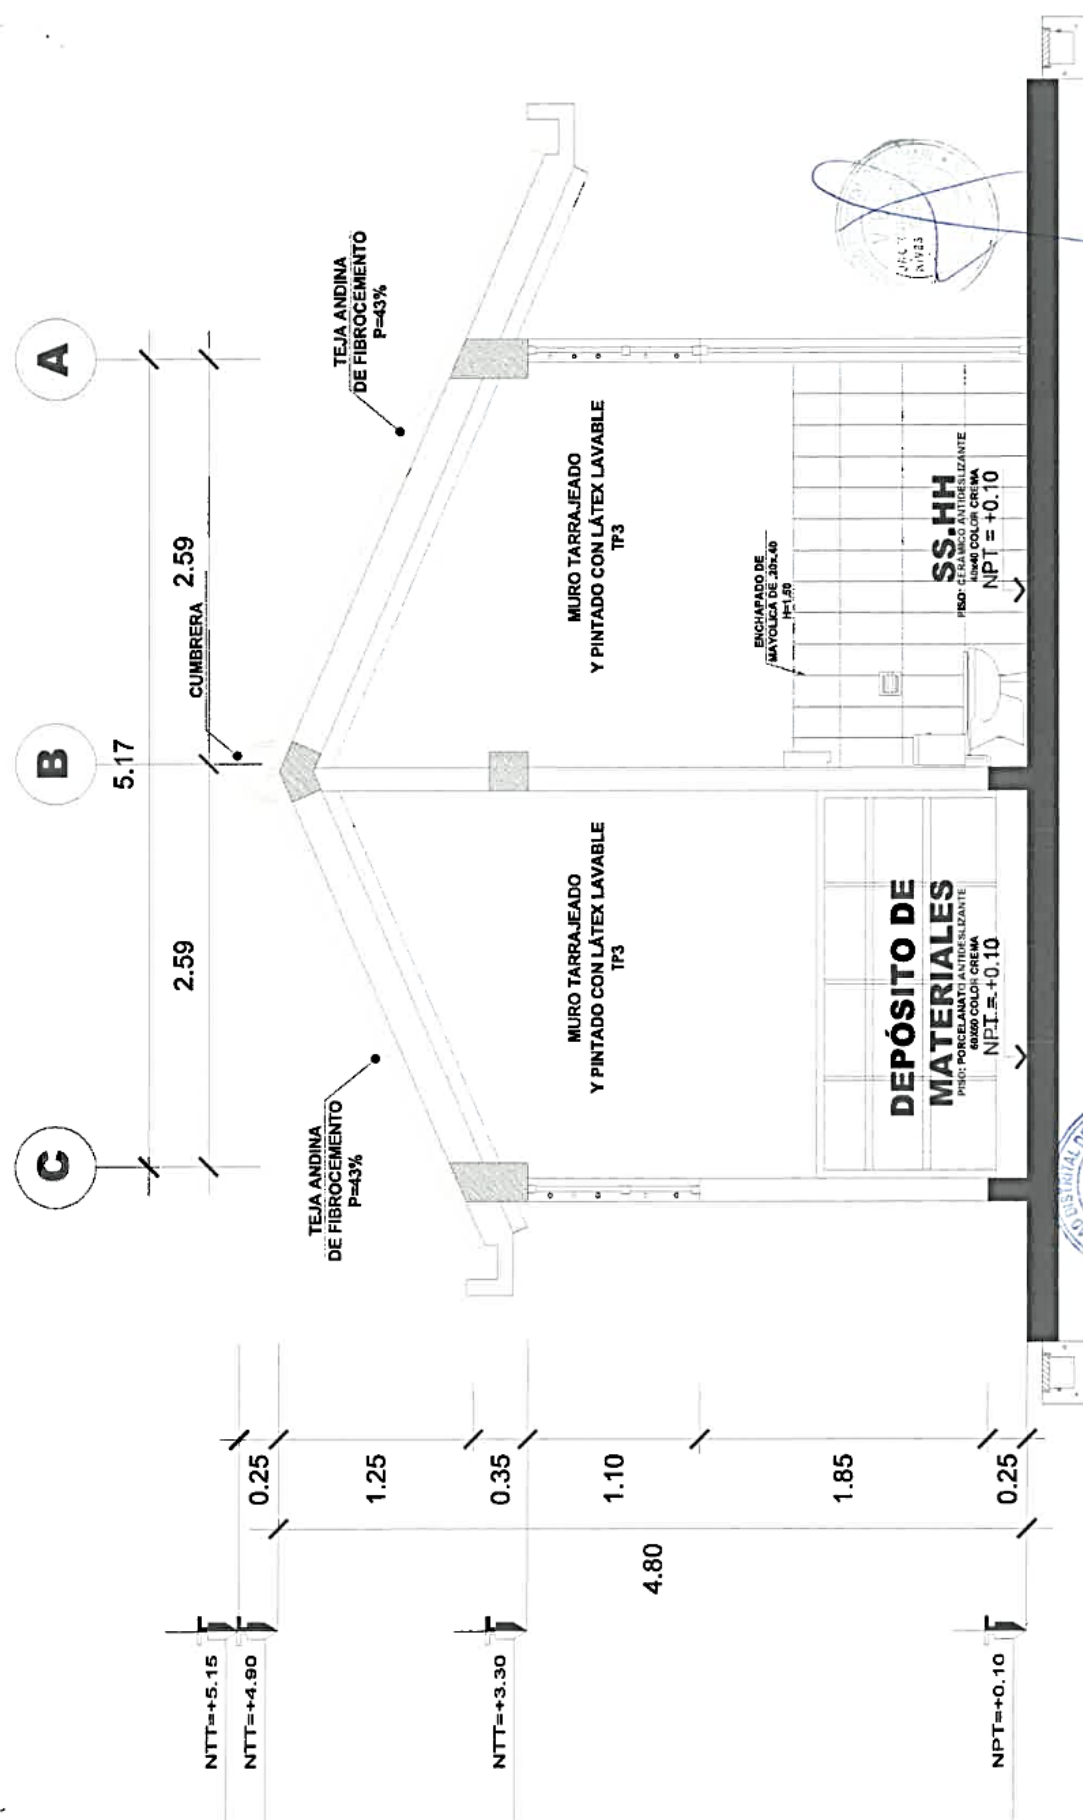 C
B
A
5.17
2.59
2.59
CUMBRERA
TEJA ANDINA
DE FIBROCEMENTO
P=43%
TEJA ANDINA
DE FIBROCEMENTO
P=43%
NTT=+5.15
NTT=+4.90
NTT=+3.30
NPT=+0.10
0.25
1.25
0.35
1.10
1.85
0.25
4.80
MURO TARRAJEADO
Y PINTADO CON LÁTEX LAVABLE
TP3
MURO TARRAJEADO
Y PINTADO CON LÁTEX LAVABLE
TP3
ENCHAPADO DE
MAYOLICA DE .20x.40
H=1.50
DEPÓSITO DE
MATERIALES
PISO: PORCELANATO ANTIDESLIZANTE
60X60 COLOR CREMA
NPT = +0.10
SS.HH
PISO: CERÁMICO ANTIDESLIZANTE
40x40 COLOR CREMA
NPT = +0.10
DISTRITAL DE